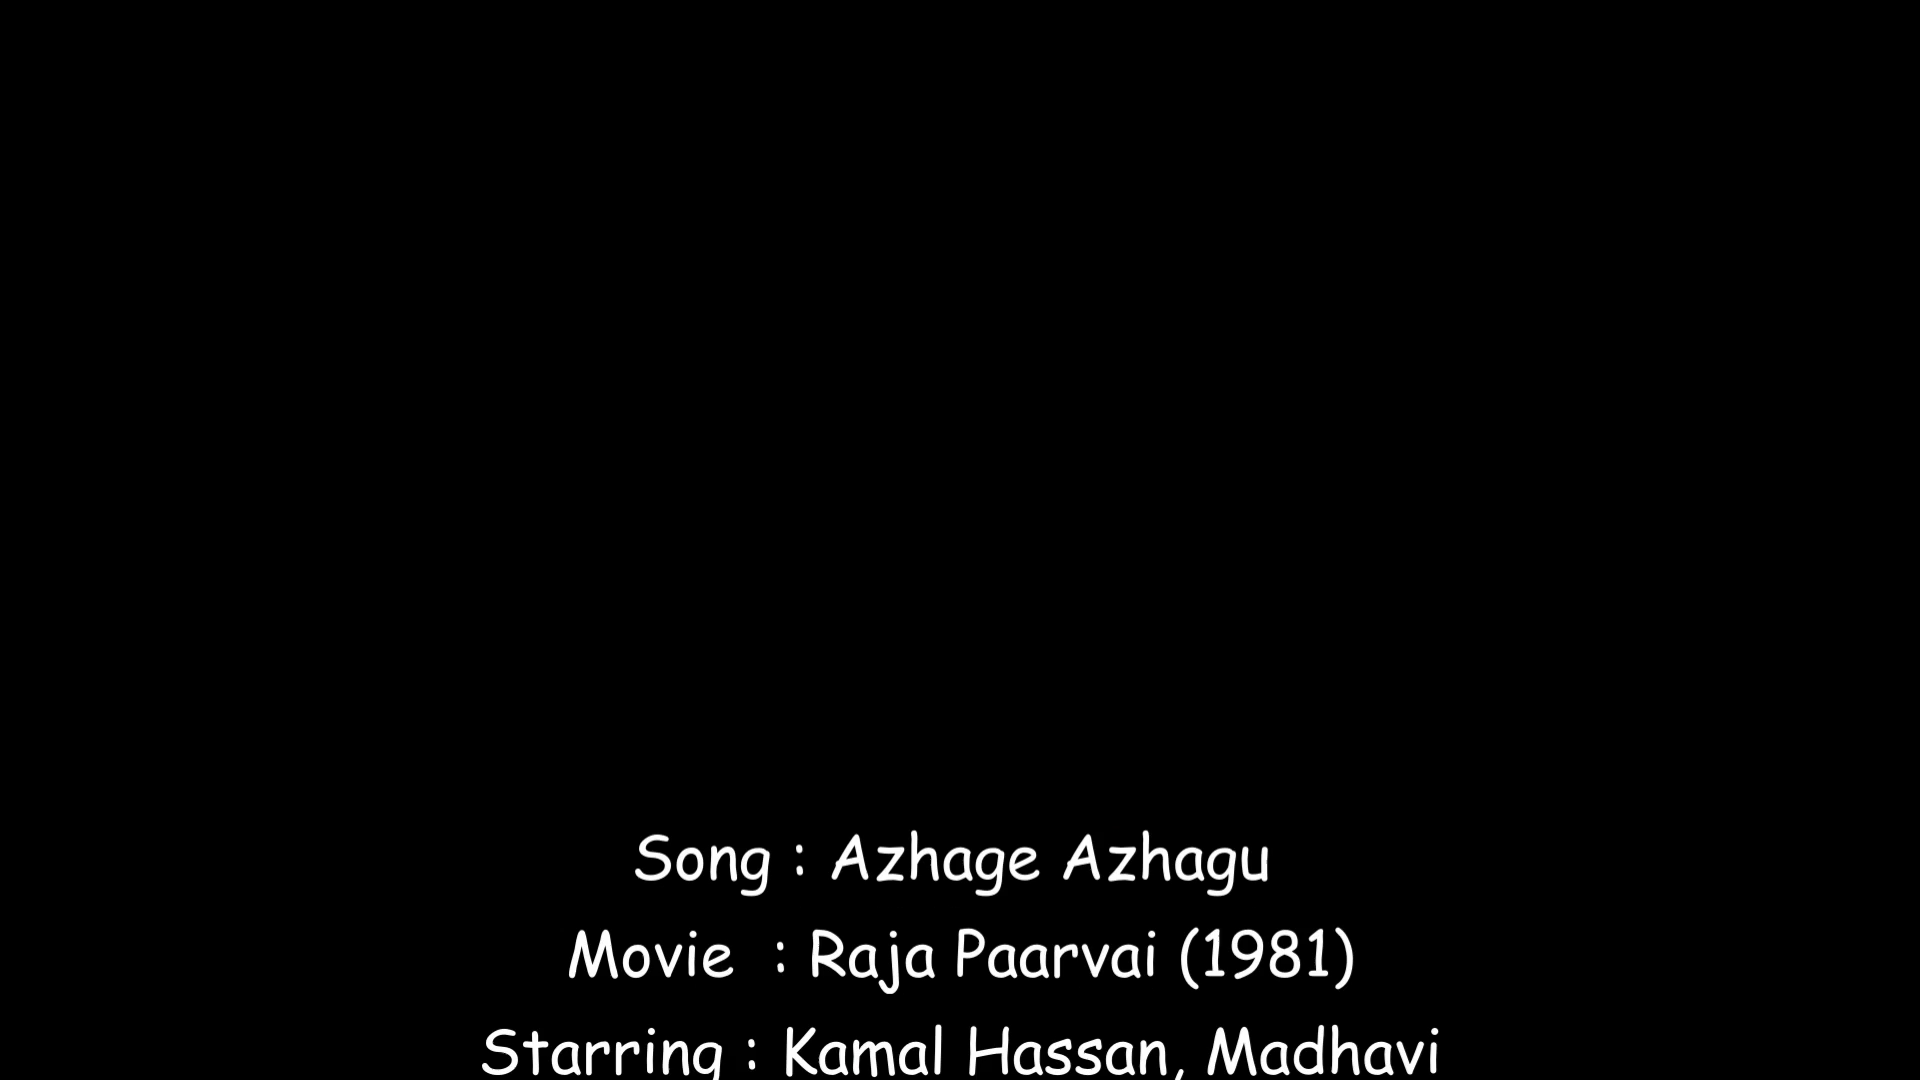 Song : Azhage Azhagu
Movie : Raja Paarvai (1981)
Starring : Kamal Hassan, Madhavi